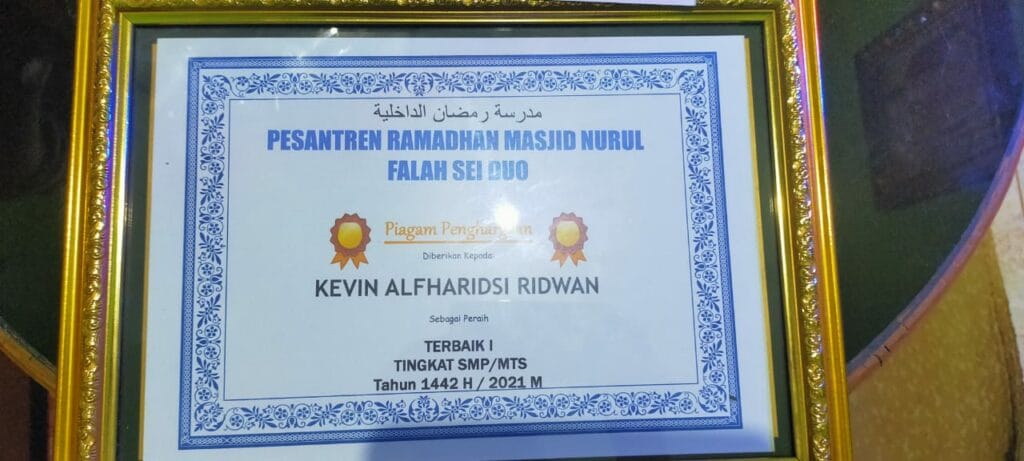 مدرسة رمضان الداخلية
PESANTREN RAMADHAN MASJID NURUL
FALAH SEI DUO
Piagam Penghargaan
Diberikan Kepada
KEVIN ALFHARIDSI RIDWAN
Sebagai Peraih
TERBAIK I
TINGKAT SMP/MTS
Tahun 1442 H / 2021 M